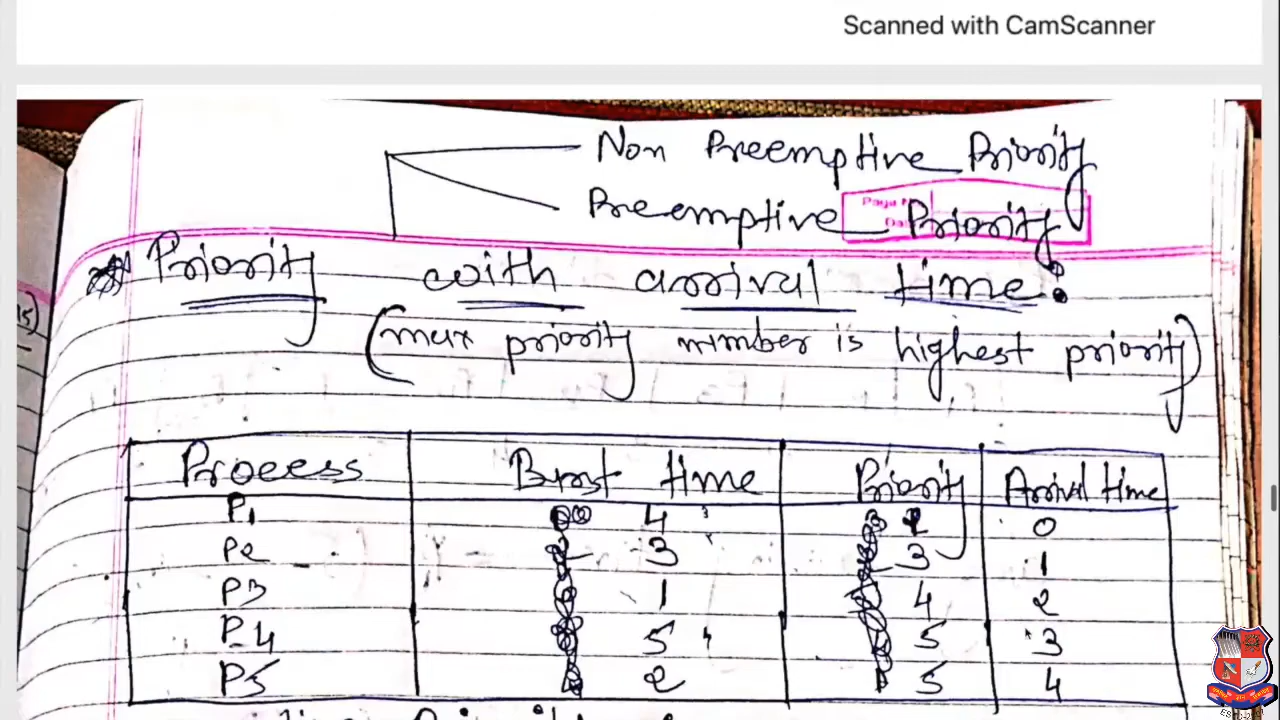 Scanned with CamScanner
Non Preemptive Priority
Preemptive Priority
Priority with arrival time:
(max priority number is highest priority)
Process Burst time Priority Arrival time
P1 4 2 0
P2 3 3 1
P3 1 4 2
P4 5 5 3
P5 2 5 4